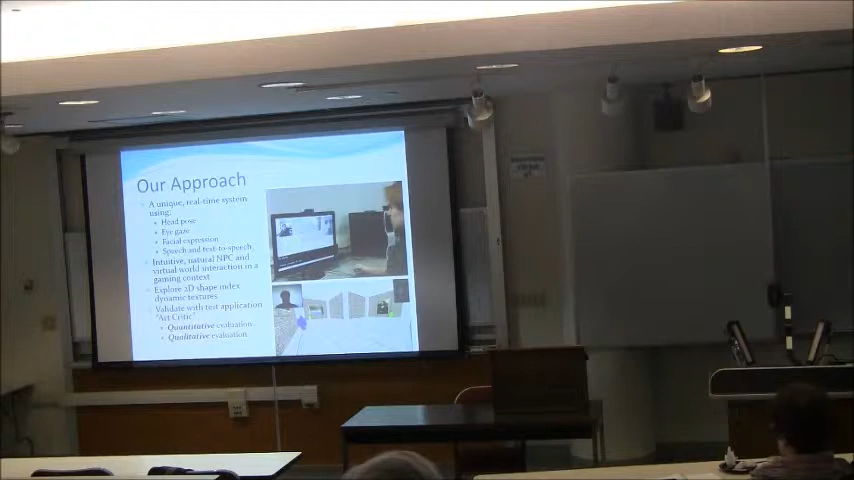 Our Approach
A unique, real-time system
using:
Head pose
Eye gaze
Facial expression
Speech and text-to-speech
Intuitive, natural NPC and
virtual world interaction in a
gaming context
Explore 2D shape index
dynamic textures
Validate with test application
"Art Critic"
Quantitative evaluation
Qualitative evaluation